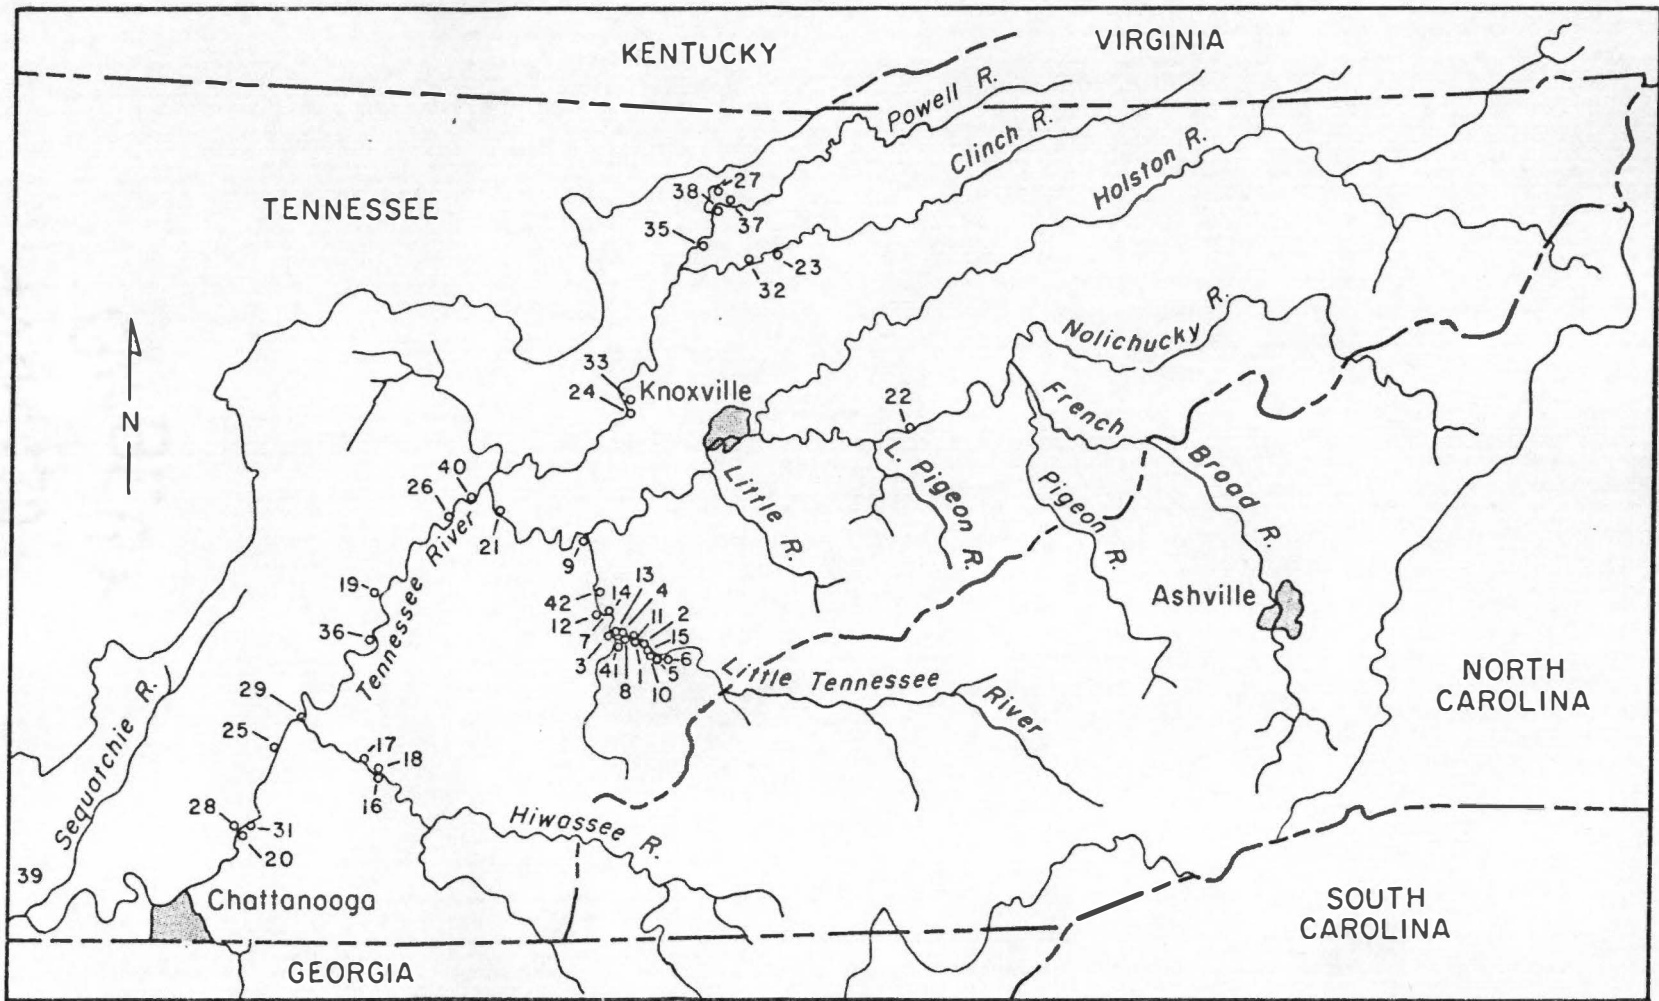 KENTUCKY
VIRGINIA
Powell R.
Clinch R.
Holston R.
TENNESSEE
27
38
37
35
23
32
Nolichucky R.
33
24
Knoxville
22
French Broad R.
N
40
26
21
Little R.
L. Pigeon R.
Pigeon R.
9
Tennessee River
19
42
14
13
4
11
2
12
15
7
6
36
3
41
8
1
10
5
Ashville
Little Tennessee River
NORTH
CAROLINA
29
25
17
18
16
Sequatchie R.
28
31
20
Hiwassee R.
39
Chattanooga
SOUTH
CAROLINA
GEORGIA